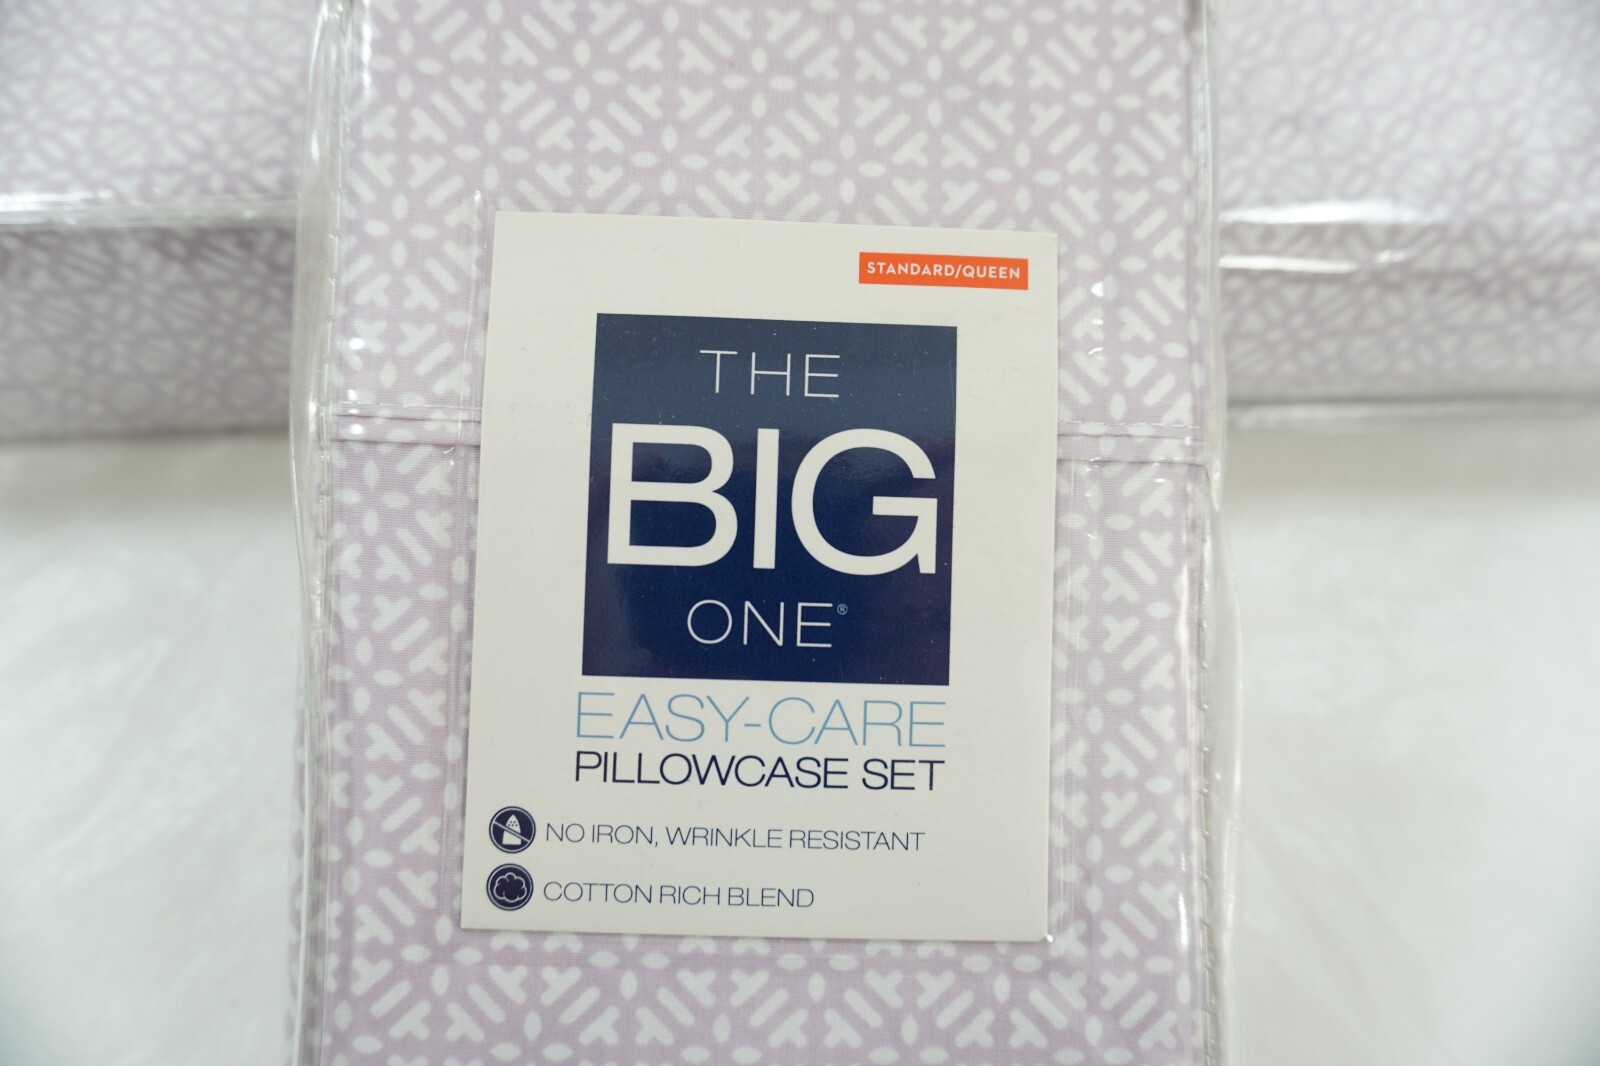 STANDARD/QUEEN
THE
BIG
ONE®
EASY-CARE
PILLOWCASE SET
NO IRON, WRINKLE RESISTANT
COTTON RICH BLEND